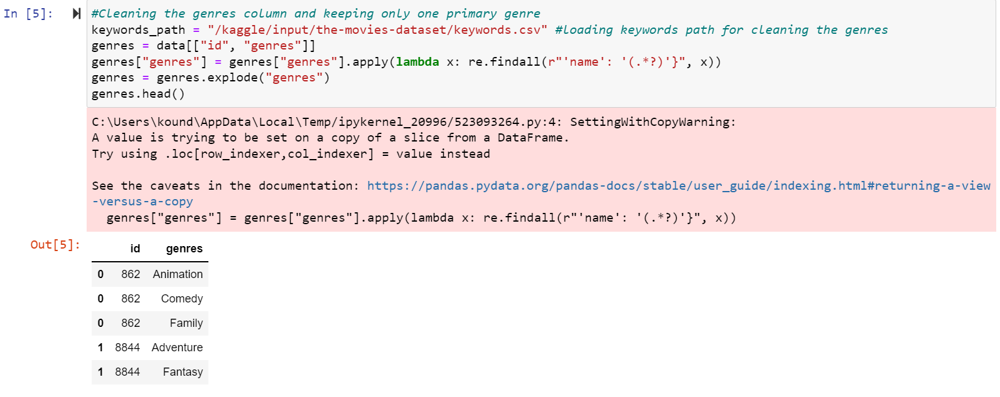 In [5]:
#Cleaning the genres column and keeping only one primary genre
keywords_path = "/kaggle/input/the-movies-dataset/keywords.csv" #loading keywords path for cleaning the genres
genres = data[["id", "genres"]]
genres["genres"] = genres["genres"].apply(lambda x: re.findall(r"'name': '(.*?)'}", x))
genres = genres.explode("genres")
genres.head()
C:\Users\kound\AppData\Local\Temp/ipykernel_20996/523093264.py:4: SettingWithCopyWarning:
A value is trying to be set on a copy of a slice from a DataFrame.
Try using .loc[row_indexer,col_indexer] = value instead
See the caveats in the documentation: https://pandas.pydata.org/pandas-docs/stable/user_guide/indexing.html#returning-a-view
-versus-a-copy
genres["genres"] = genres["genres"].apply(lambda x: re.findall(r"'name': '(.*?)'}", x))
Out[5]:
id genres
0 862 Animation
0 862 Comedy
0 862 Family
1 8844 Adventure
1 8844 Fantasy